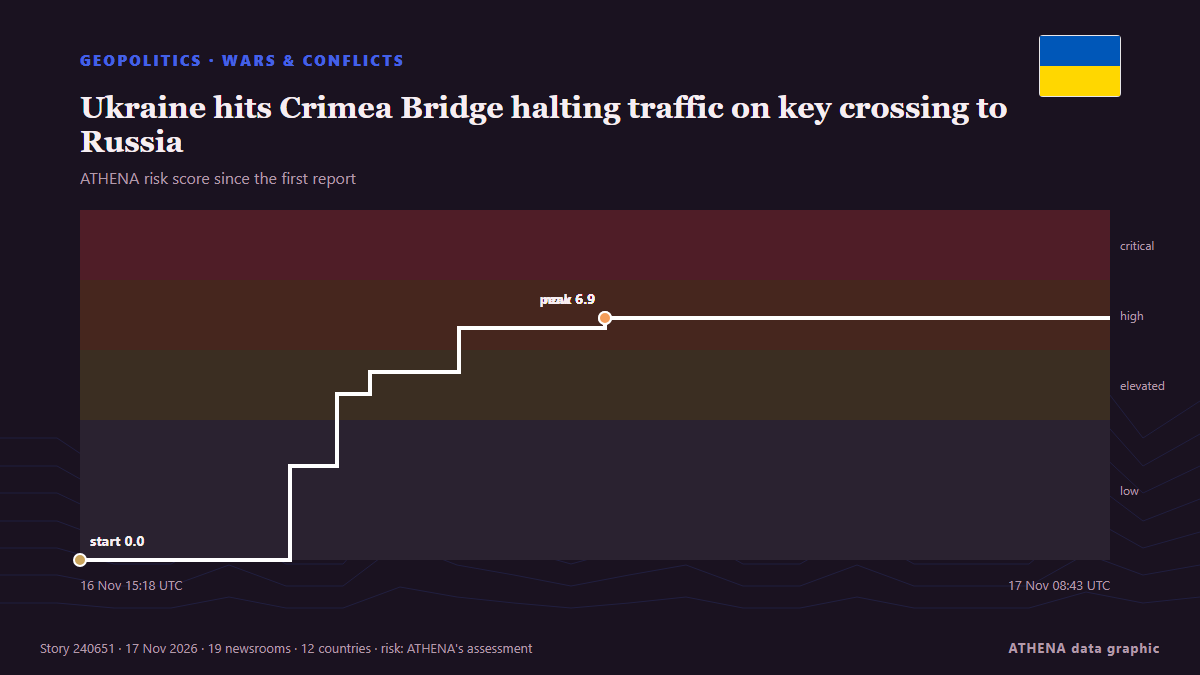 GEOPOLITICS · WARS & CONFLICTS
Ukraine hits Crimea Bridge halting traffic on key crossing to
Russia
ATHENA risk score since the first report
critical
peak 6.9
high
elevated
low
start 0.0
16 Nov 15:18 UTC
17 Nov 08:43 UTC
Story 240651 · 17 Nov 2026 · 19 newsrooms · 12 countries · risk: ATHENA's assessment
ATHENA data graphic